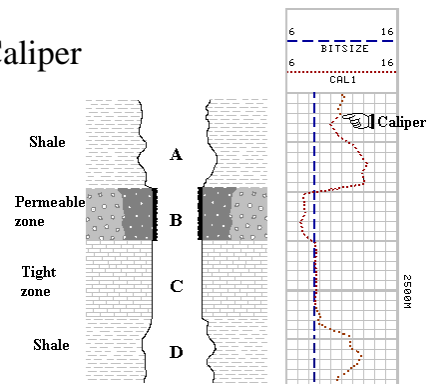 Caliper
6 16
BITSIZE
6 16
CAL1
Caliper
Shale
A
Permeable
zone
B
Tight
zone
C
2500M
Shale
D